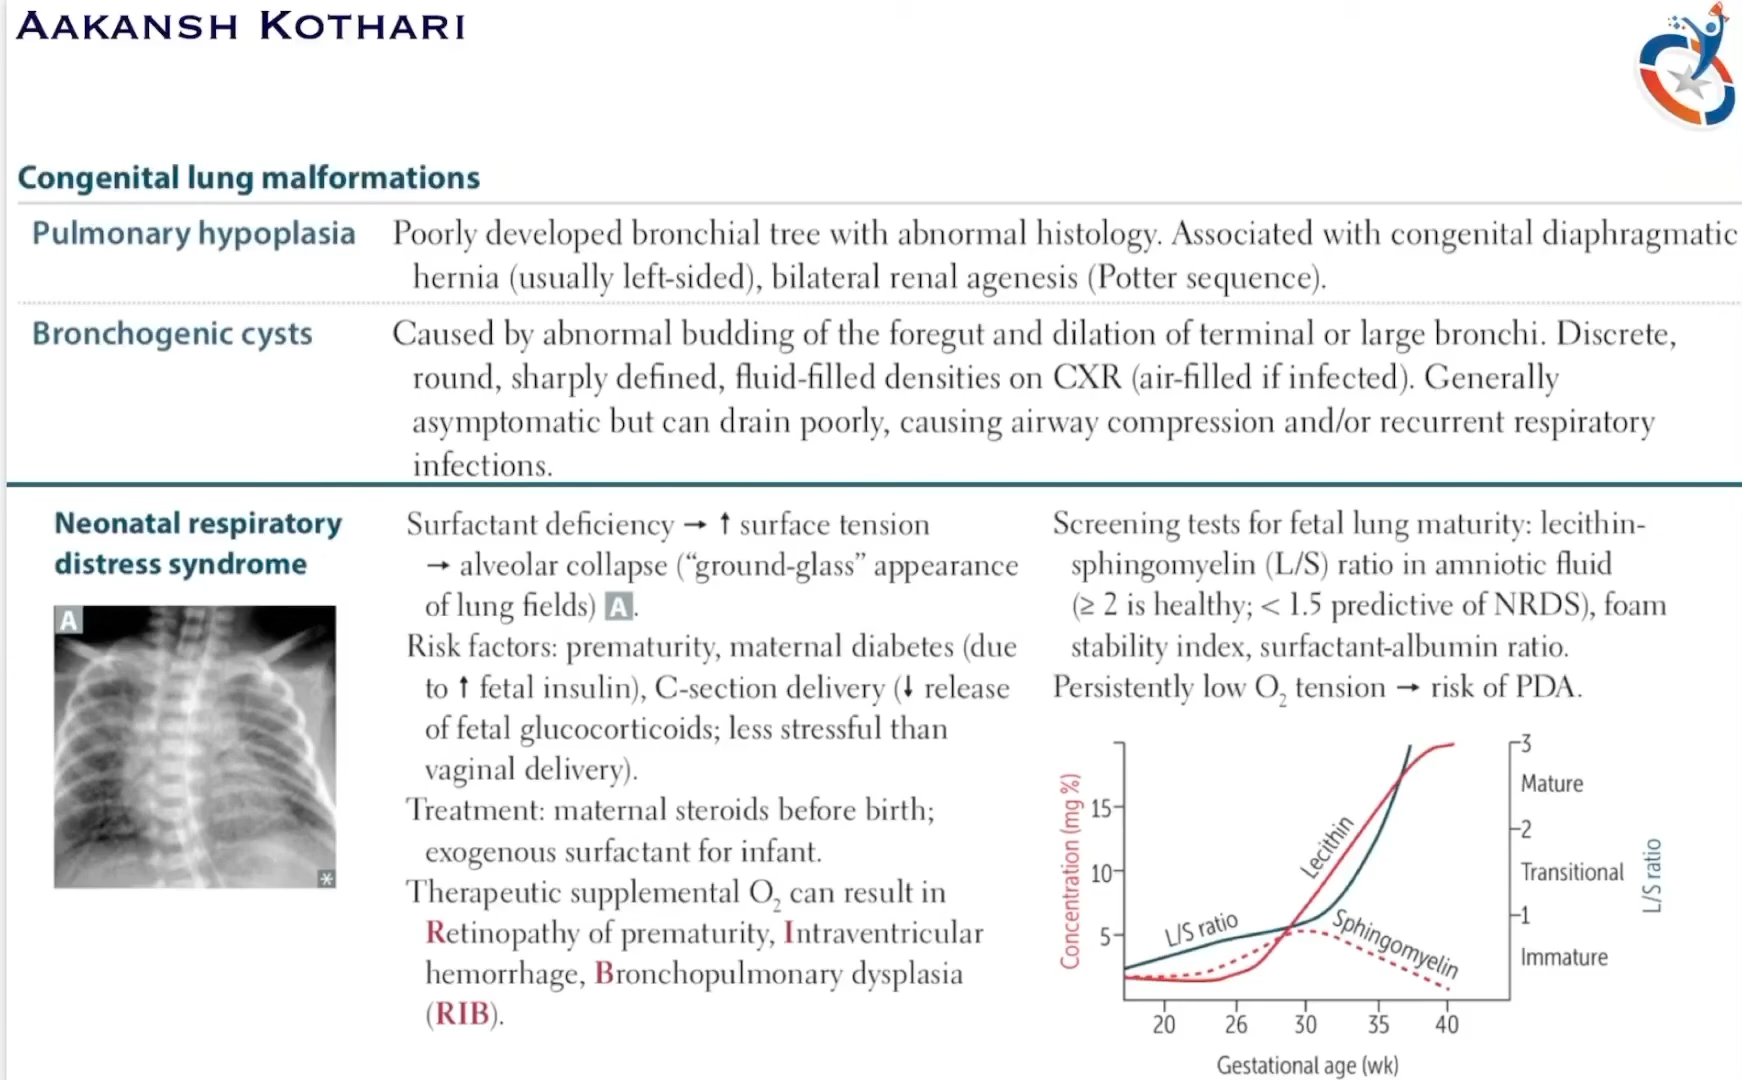 AAKANSH KOTHARI
Congenital lung malformations
Pulmonary hypoplasia
Poorly developed bronchial tree with abnormal histology. Associated with congenital diaphragmatic
hernia (usually left-sided), bilateral renal agenesis (Potter sequence).
Bronchogenic cysts
Caused by abnormal budding of the foregut and dilation of terminal or large bronchi. Discrete,
round, sharply defined, fluid-filled densities on CXR (air-filled if infected). Generally
asymptomatic but can drain poorly, causing airway compression and/or recurrent respiratory
infections.
Neonatal respiratory
distress syndrome
A
*
Surfactant deficiency → ↑ surface tension
→ alveolar collapse (“ground-glass” appearance
of lung fields) A.
Risk factors: prematurity, maternal diabetes (due
to ↑ fetal insulin), C-section delivery (↓ release
of fetal glucocorticoids; less stressful than
vaginal delivery).
Treatment: maternal steroids before birth;
exogenous surfactant for infant.
Therapeutic supplemental O₂ can result in
Retinopathy of prematurity, Intraventricular
hemorrhage, Bronchopulmonary dysplasia
(RIB).
Screening tests for fetal lung maturity: lecithin-
sphingomyelin (L/S) ratio in amniotic fluid
(≥ 2 is healthy; < 1.5 predictive of NRDS), foam
stability index, surfactant-albumin ratio.
Persistently low O₂ tension → risk of PDA.
Concentration (mg %)
15
10
5
L/S ratio
Lecithin
Sphingomyelin
3
Mature
2
Transitional
1
Immature
L/S ratio
20 26 30 35 40
Gestational age (wk)